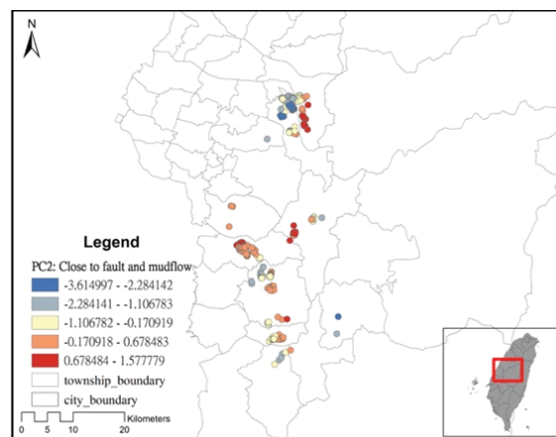 N
Legend
PC2: Close to fault and mudflow
-3.614997 - -2.284142
-2.284141 - -1.106783
-1.106782 - -0.170919
-0.170918 - 0.678483
0.678484 - 1.577779
township_boundary
city_boundary
Kilometers
0 5 10 20